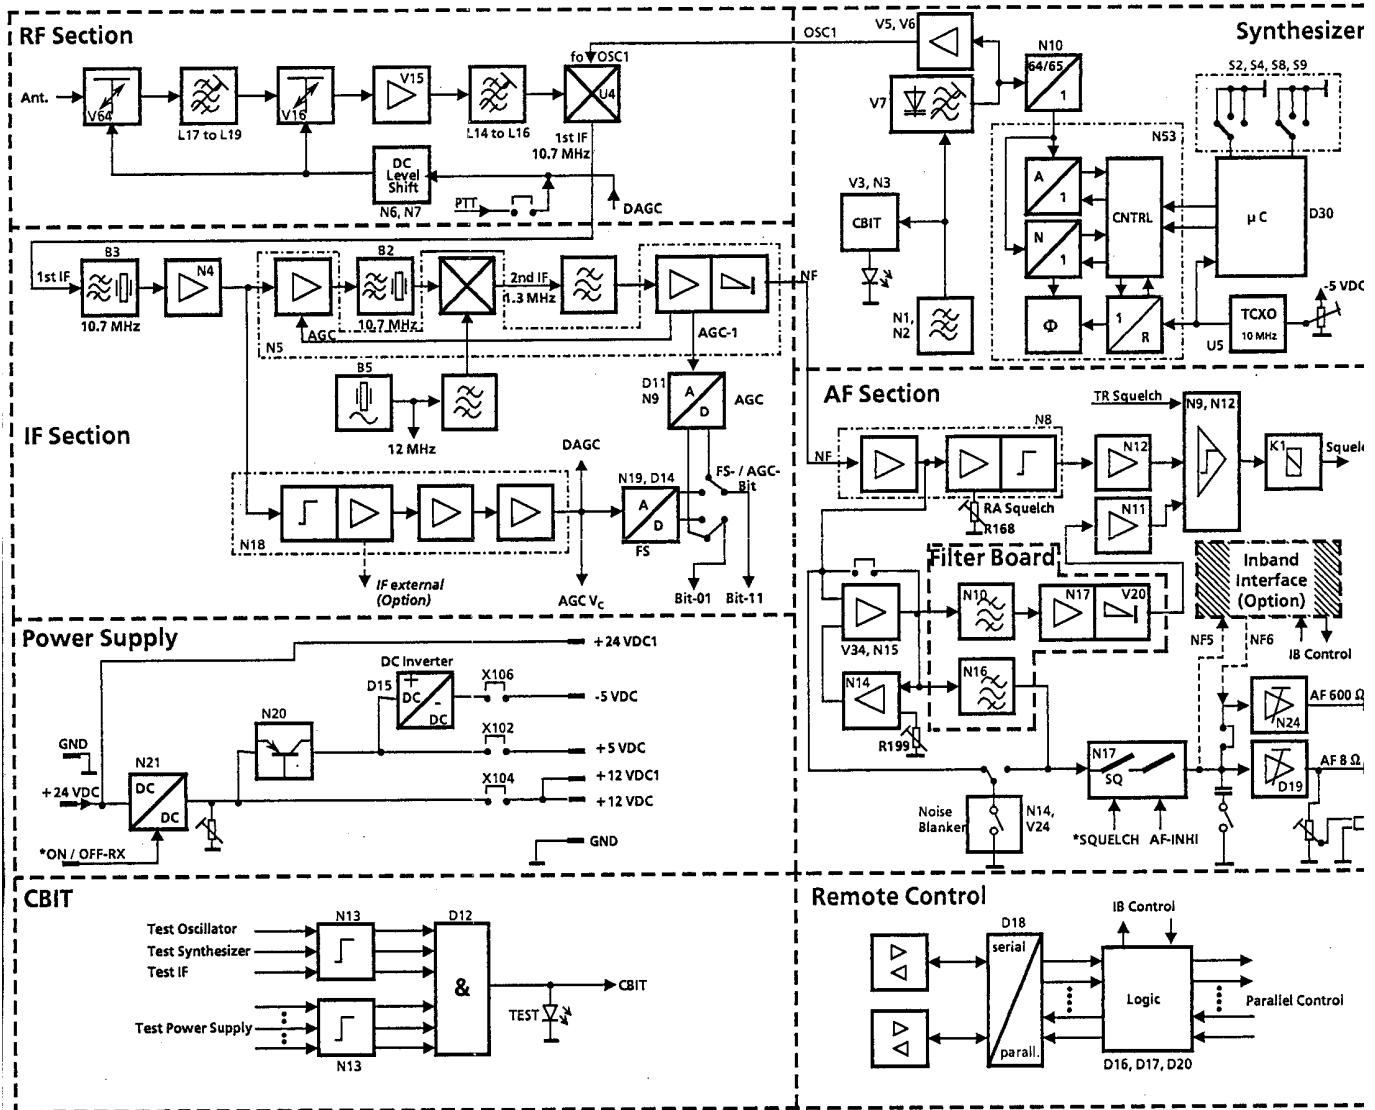 RF Section
Ant.
V64
L17 to L19
V16
V15
L14 to L16
fo
OSC1
U4
1st IF
10.7 MHz
DC
Level
Shift
N6, N7
PTT
DAGC
Synthesizer
OSC1
V5, V6
V7
N10
64/65
1
S2, S4, S8, S9
N53
A
1
N
1
CNTRL
Φ
1
R
µ C
D30
V3, N3
CBIT
N1,
N2
TCXO
10 MHz
U5
-5 VDC
IF Section
1st IF
B3
10.7 MHz
N4
B2
10.7 MHz
AGC
N5
2nd IF
1.3 MHz
NF
AGC-1
B5
12 MHz
D11
N9
A
D
AGC
DAGC
N19, D14
A
D
FS
FS- / AGC-
Bit
N18
IF external
(Option)
AGC VC
Bit-01
Bit-11
AF Section
TR Squelch
N9, N12
N8
NF
N12
K1
RA Squelch
R168
N11
Filter Board
Inband
Interface
(Option)
N10
N17
V20
V34, N15
NF5
NF6
IB Control
N14
N16
R199
N24
AF 600 Ω
N17
SQ
D19
AF 8 Ω
Noise
Blanker
N14,
V24
*SQUELCH
AF-INHI
Power Supply
+24 VDC1
DC Inverter
D15
+
DC
-
DC
X106
-5 VDC
N20
X102
+5 VDC
GND
N21
+24 VDC
DC
DC
X104
+12 VDC1
+12 VDC
*ON / OFF-RX
GND
CBIT
N13
D12
Test Oscillator
Test Synthesizer
Test IF
&
CBIT
TEST
Test Power Supply
N13
Remote Control
IB Control
D18
serial
parall.
Logic
Parallel Control
D16, D17, D20